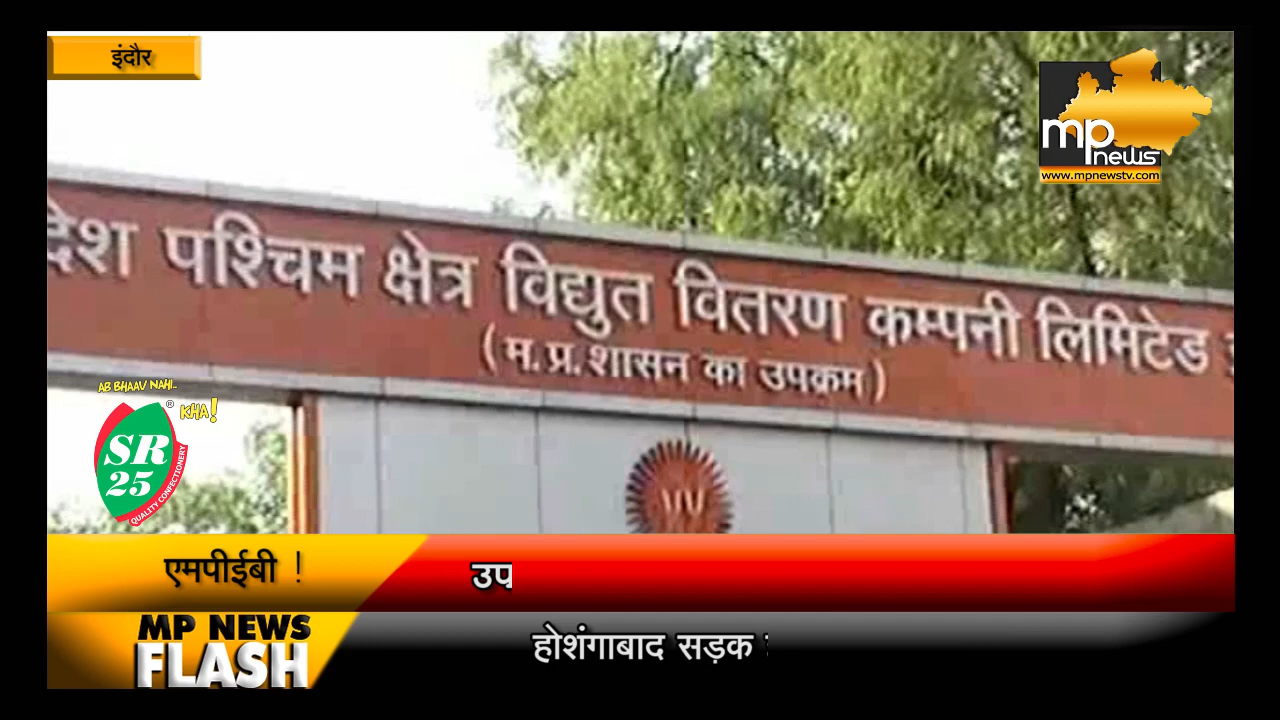 इंदौर
mp
news
www.mpnewstv.com
पश्चिम क्षेत्र विद्युत वितरण कम्पनी लिमिटेड
(म.प्र.शासन का उपक्रम)
AB BHAAV NAHI..
KHA!
SR
25
QUALITY CONFECTIONERY
एमपीईबी !
उप
MP NEWS
FLASH
होशंगाबाद सड़क